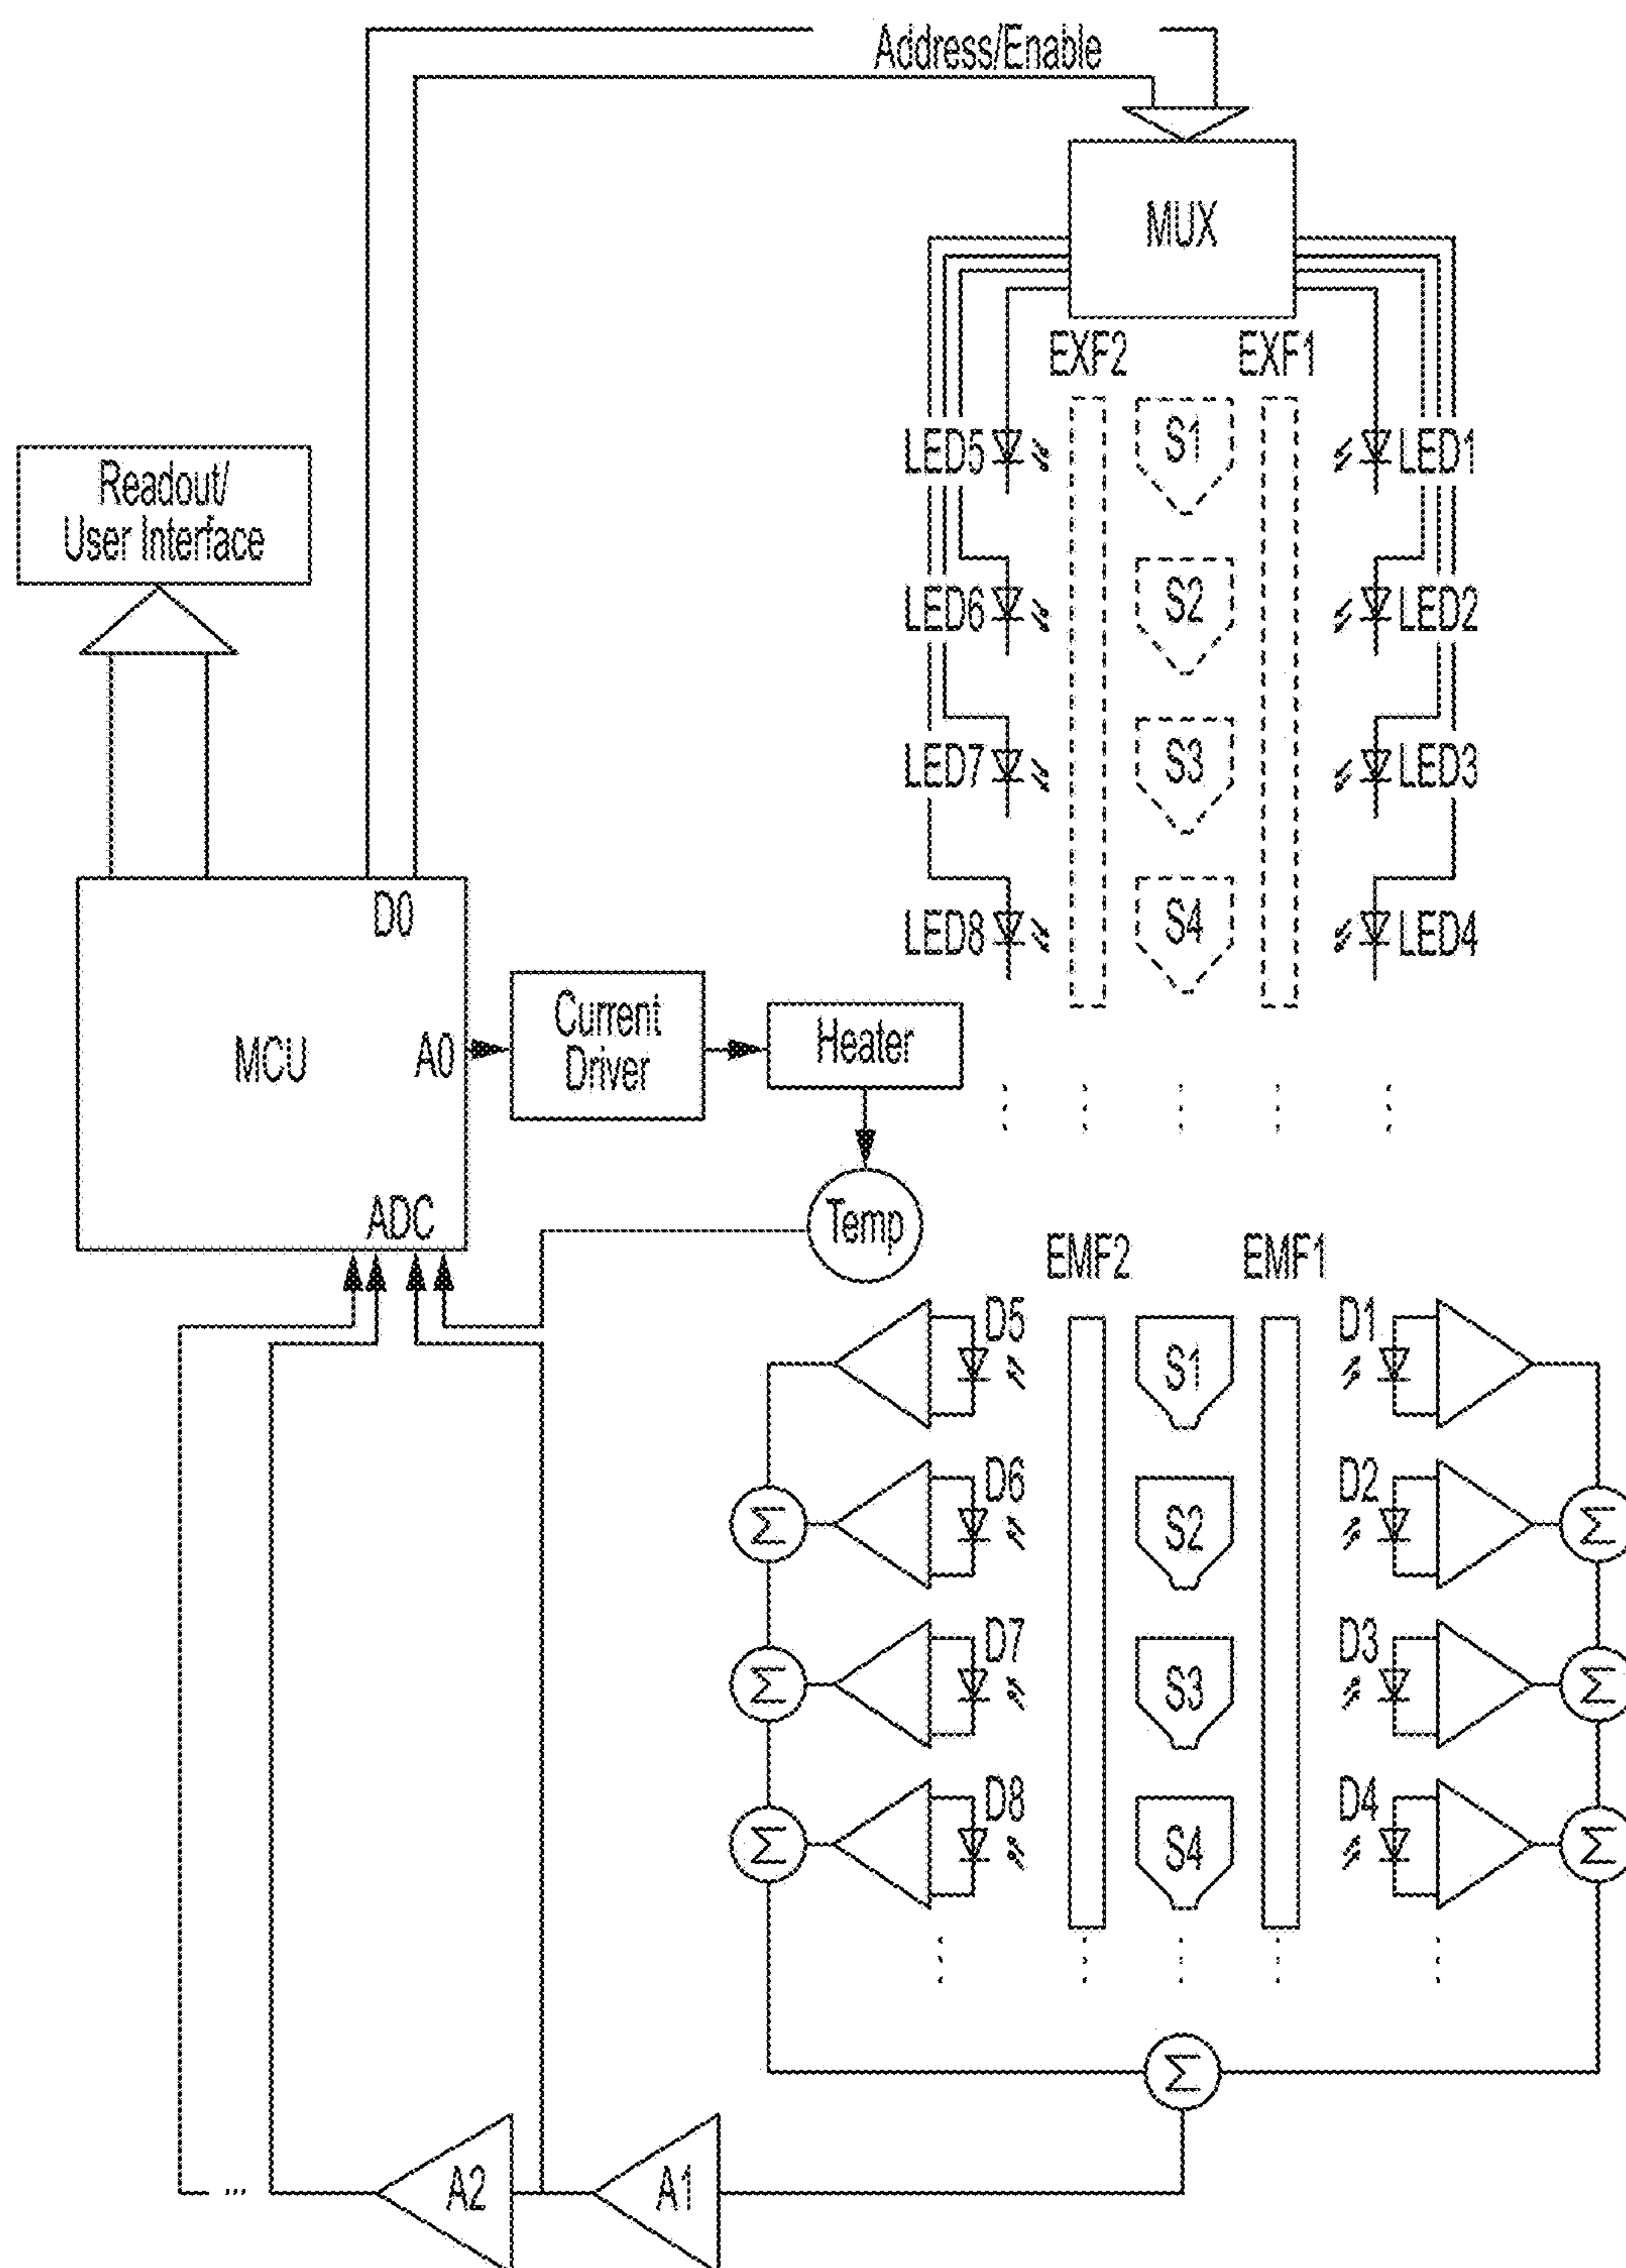 Address/Enable
MUX
EXF2 EXF1
LED5 S1 LED1
Readout/
User Interface
LED6 S2 LED2
LED7 S3 LED3
D0
LED8 S4 LED4
MCU A0 Current
Driver
Heater
ADC
Temp
EMF2 EMF1
D5 D1
S1
D6 D2
Σ S2 Σ
D7 D3
Σ S3 Σ
D8 D4
Σ S4 Σ
Σ
... A2 A1